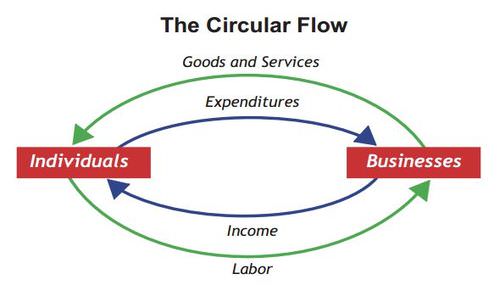 The Circular Flow
Goods and Services
Expenditures
Individuals
Businesses
Income
Labor